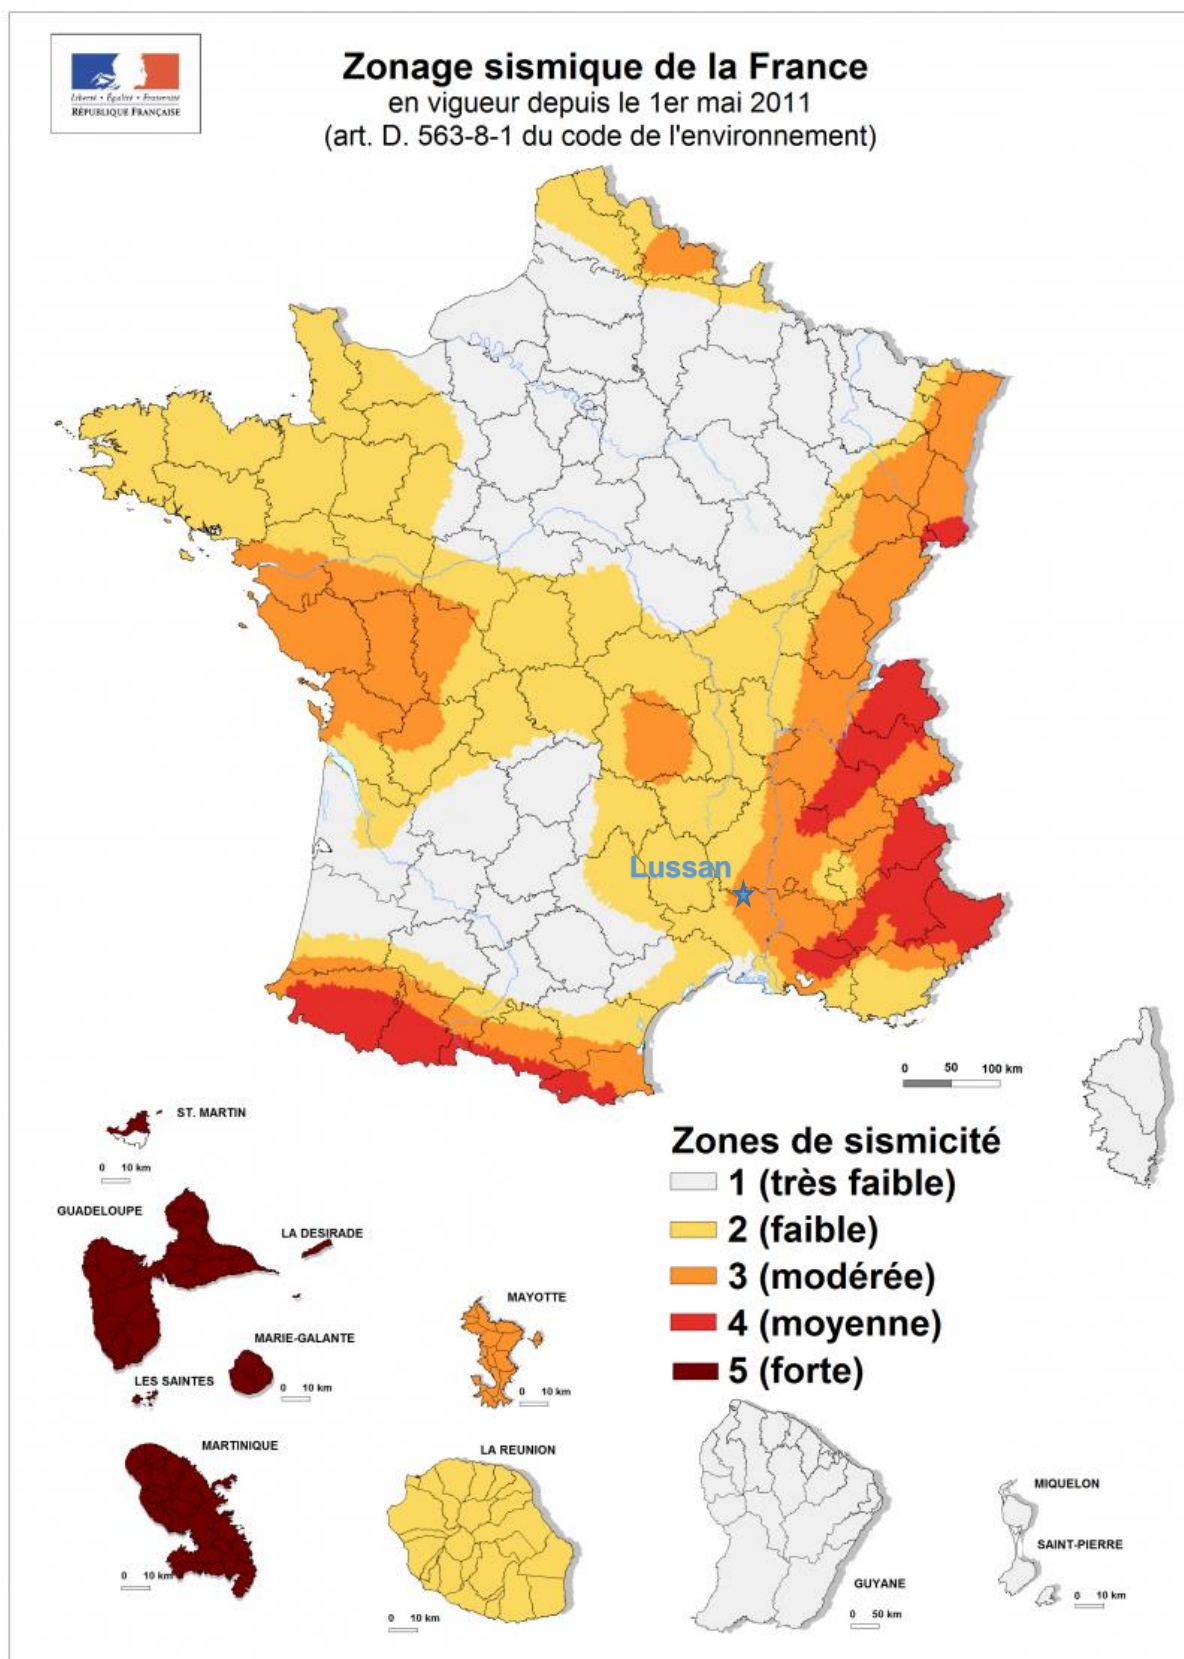 Liberté • Égalité • Fraternité
RÉPUBLIQUE FRANÇAISE
Zonage sismique de la France
en vigueur depuis le 1er mai 2011
(art. D. 563-8-1 du code de l'environnement)
Lussan
0 50 100 km
ST. MARTIN
0 10 km
GUADELOUPE
LA DESIRADE
MARIE-GALANTE
0 10 km
LES SAINTES
MARTINIQUE
0 10 km
MAYOTTE
0 10 km
LA REUNION
0 10 km
Zones de sismicité
1 (très faible)
2 (faible)
3 (modérée)
4 (moyenne)
5 (forte)
GUYANE
0 50 km
MIQUELON
SAINT-PIERRE
0 10 km